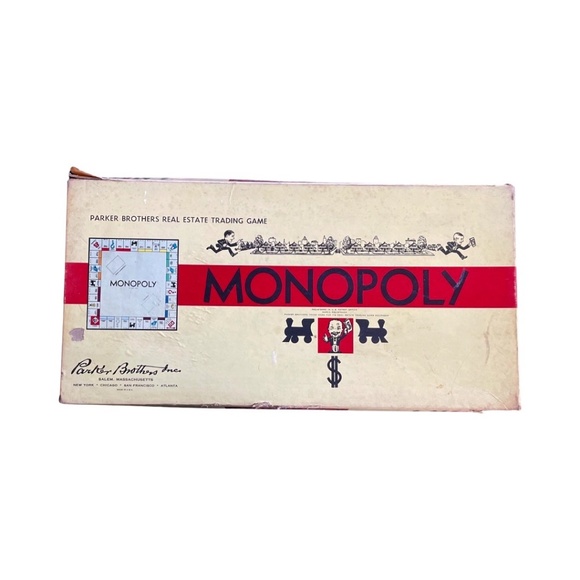 PARKER BROTHERS REAL ESTATE TRADING GAME
MONOPOLY
MONOPOLY
Parker Brothers Inc.
SALEM, MASSACHUSETTS
NEW YORK • CHICAGO • SAN FRANCISCO • ATLANTA
$